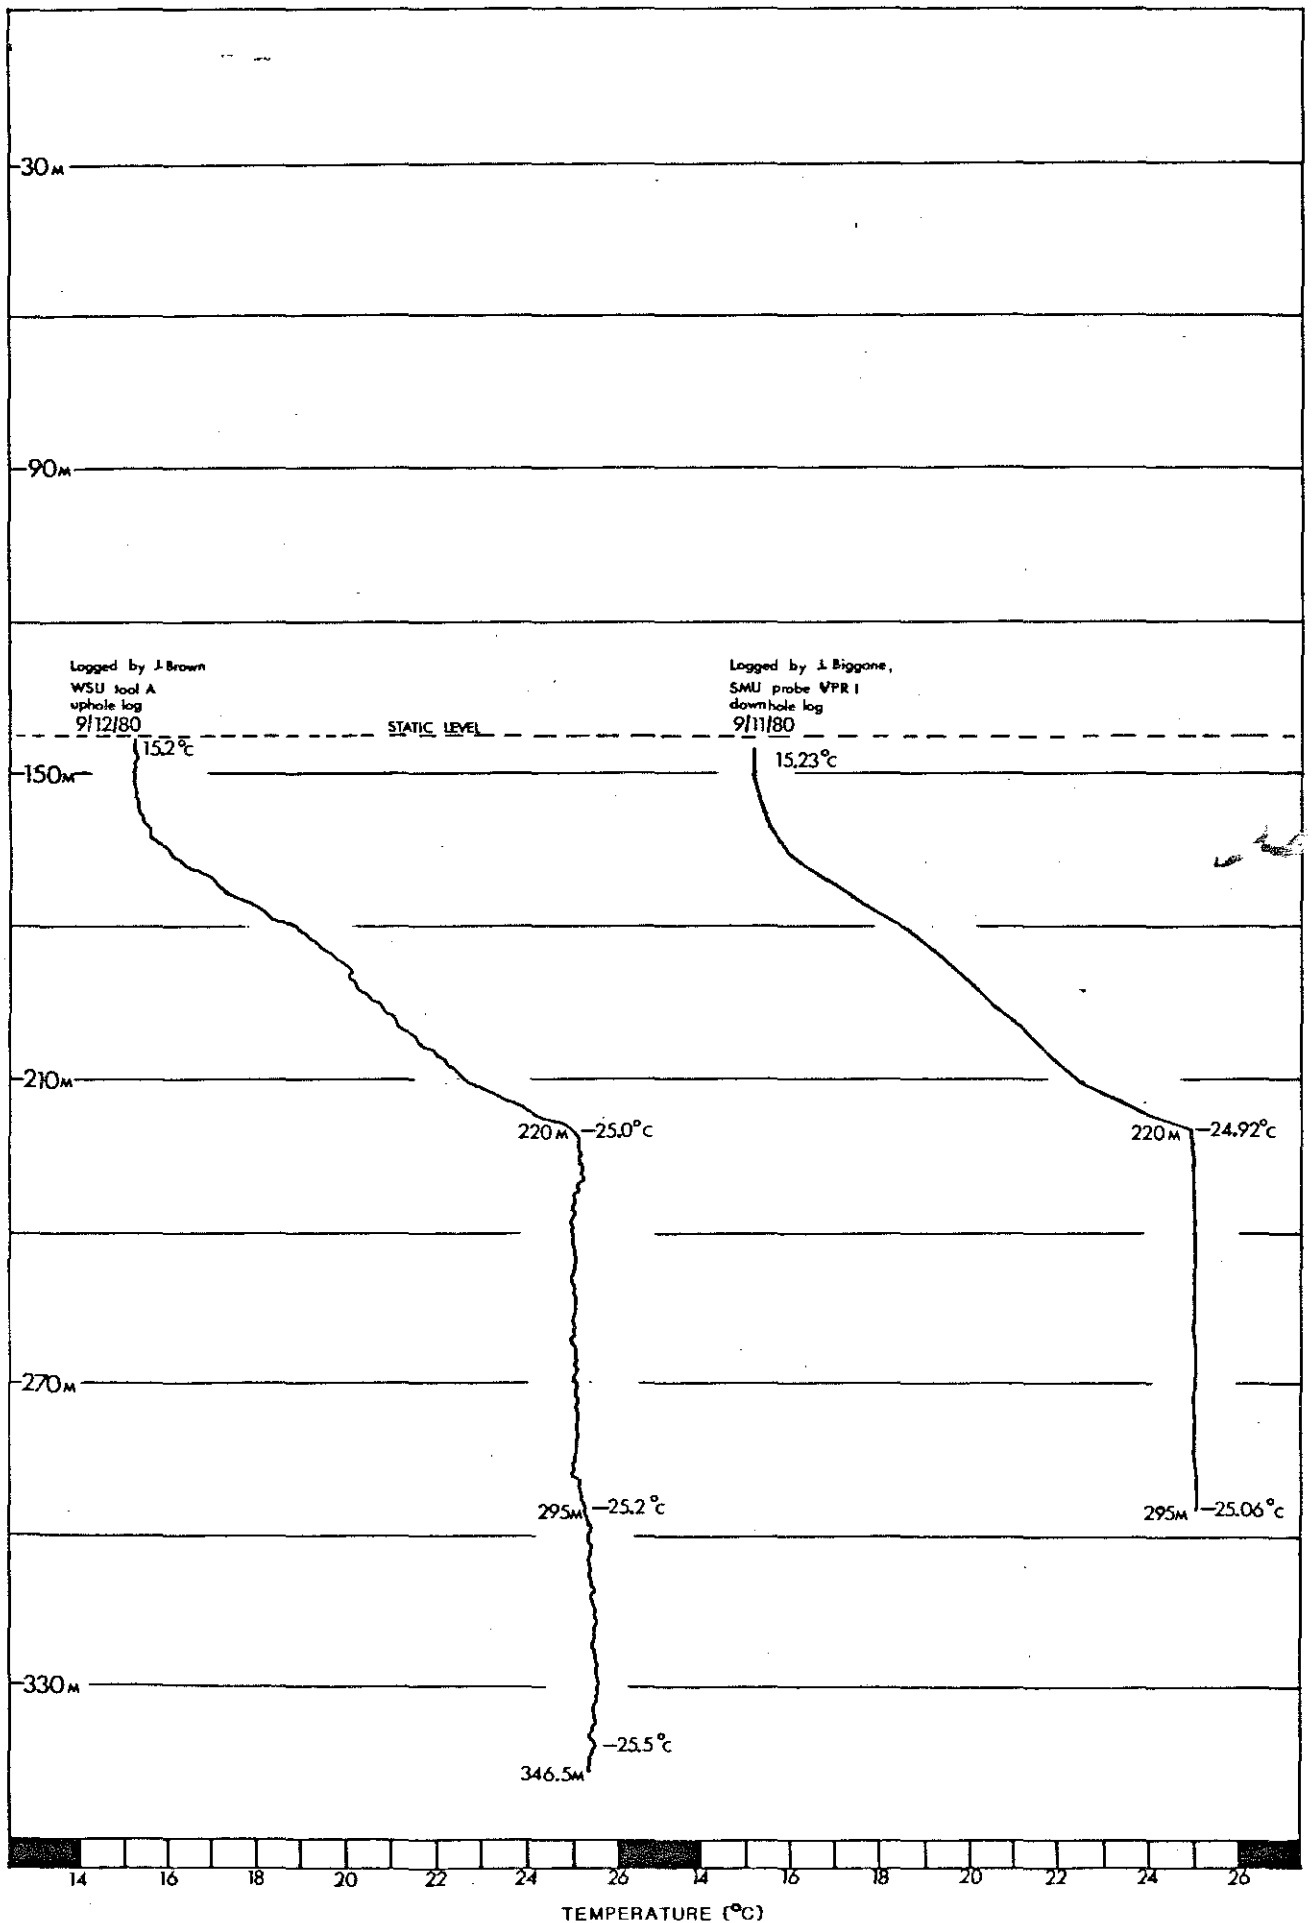 -30M
-90M
Logged by J. Brown
WSU tool A
uphole log
9/12/80
Logged by J. Biggane,
SMU probe VPR 1
downhole log
9/11/80
STATIC LEVEL
15.2°C
15.23°C
-150M
-210M
220M -25.0°C
220M -24.92°C
-270M
295M -25.2°C
295M -25.06°C
-330M
-25.5°C
346.5M
14 16 18 20 22 24 26 14 16 18 20 22 24 26
TEMPERATURE (°C)